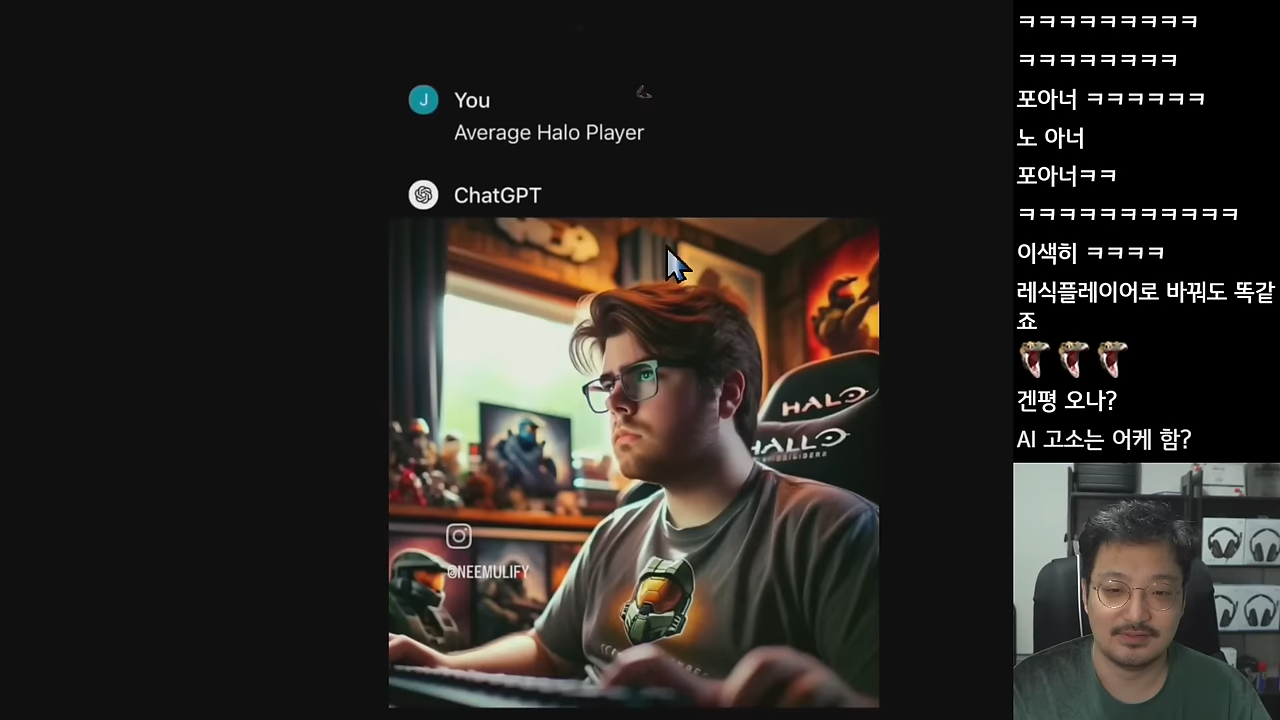 J
You
Average Halo Player
ChatGPT
HALO
HALLO
@NEEMULIFY
ㅋㅋㅋㅋㅋㅋㅋㅋㅋ
ㅋㅋㅋㅋㅋㅋㅋㅋ
포아너 ㅋㅋㅋㅋㅋㅋ
노 아너
포아너ㅋㅋ
ㅋㅋㅋㅋㅋㅋㅋㅋㅋㅋㅋ
이색히 ㅋㅋㅋㅋ
레식플레이어로 바꿔도 똑같
죠
겐평 오나?
AI 고소는 어케 함?